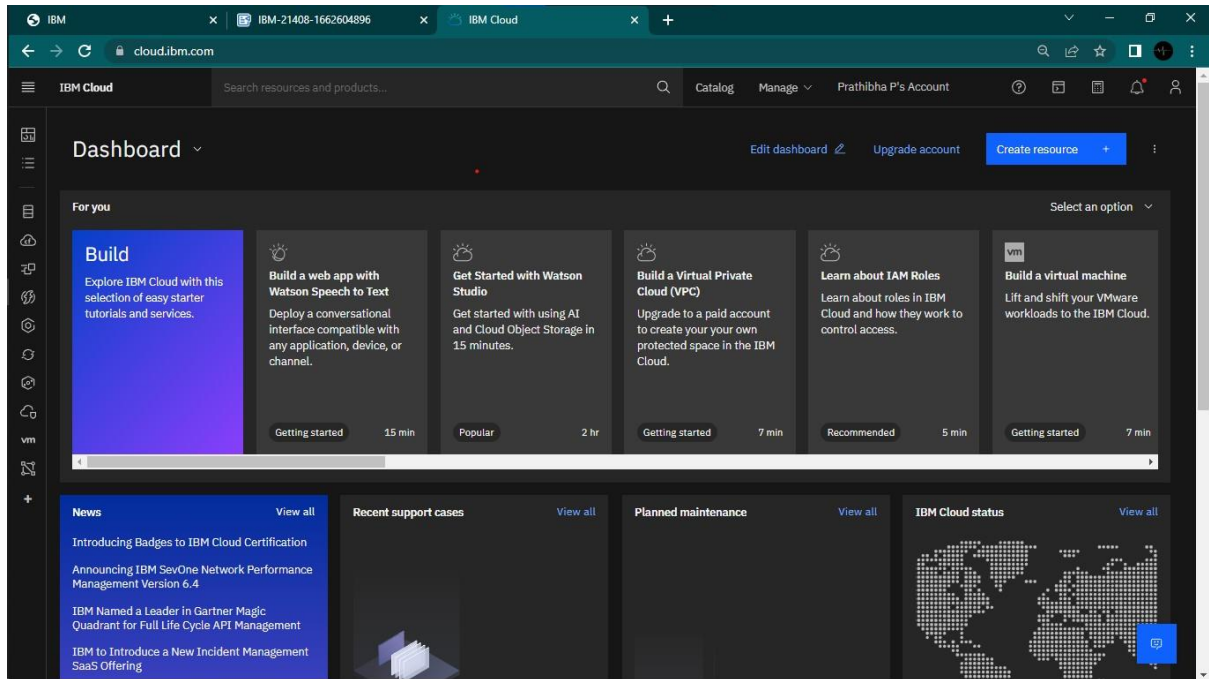 IBM
IBM-21408-1662604896
IBM Cloud
cloud.ibm.com
IBM Cloud
Search resources and products...
Catalog
Manage
Prathibha P's Account
Dashboard
Edit dashboard
Upgrade account
Create resource +
For you
Select an option
Build
Explore IBM Cloud with this
selection of easy starter
tutorials and services.
Build a web app with
Watson Speech to Text
Deploy a conversational
interface compatible with
any application, device, or
channel.
Getting started 15 min
Get Started with Watson
Studio
Get started with using AI
and Cloud Object Storage in
15 minutes.
Popular 2 hr
Build a Virtual Private
Cloud (VPC)
Upgrade to a paid account
to create your your own
protected space in the IBM
Cloud.
Getting started 7 min
Learn about IAM Roles
Learn about roles in IBM
Cloud and how they work to
control access.
Recommended 5 min
vm
Build a virtual machine
Lift and shift your VMware
workloads to the IBM Cloud.
Getting started 7 min
vm
News View all
Introducing Badges to IBM Cloud Certification
Announcing IBM SevOne Network Performance
Management Version 6.4
IBM Named a Leader in Gartner Magic
Quadrant for Full Life Cycle API Management
IBM to Introduce a New Incident Management
SaaS Offering
Recent support cases View all
Planned maintenance View all
IBM Cloud status View all